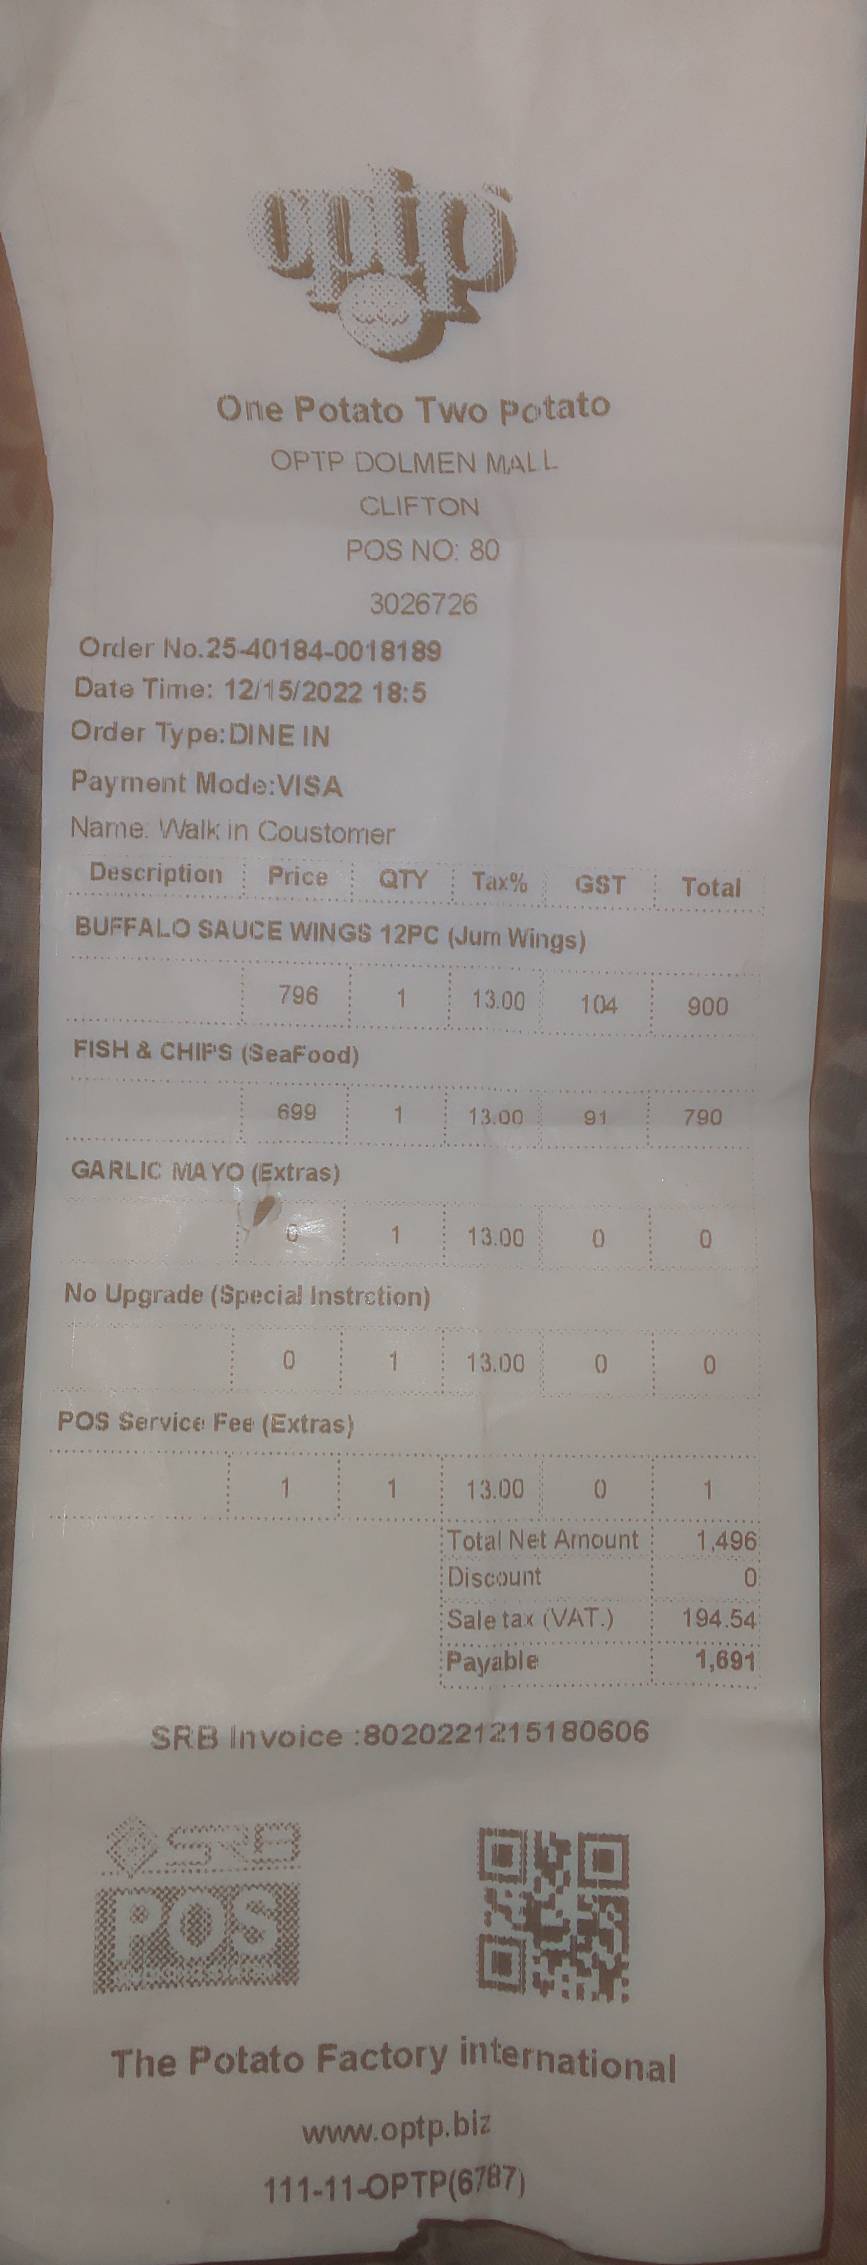 optp
One Potato Two Potato
OPTP DOLMEN MALL
CLIFTON
POS NO: 80
3026726
Order No.25-40184-0018189
Date Time: 12/15/2022 18:5
Order Type:DINE IN
Payment Mode:VISA
Name: Walk in Coustomer
Description Price QTY Tax% GST Total
BUFFALO SAUCE WINGS 12PC (Jum Wings)
796 1 13.00 104 900
FISH & CHIPS (SeaFood)
699 1 13.00 91 790
GARLIC MAYO (Extras)
0 1 13.00 0 0
No Upgrade (Special Instrction)
0 1 13.00 0 0
POS Service Fee (Extras)
1 1 13.00 0 1
Total Net Amount 1,496
Discount 0
Sale tax (VAT.) 194.54
Payable 1,691
SRB Invoice :8020221215180606
SRB
POS
The Potato Factory international
www.optp.biz
111-11-OPTP(6787)